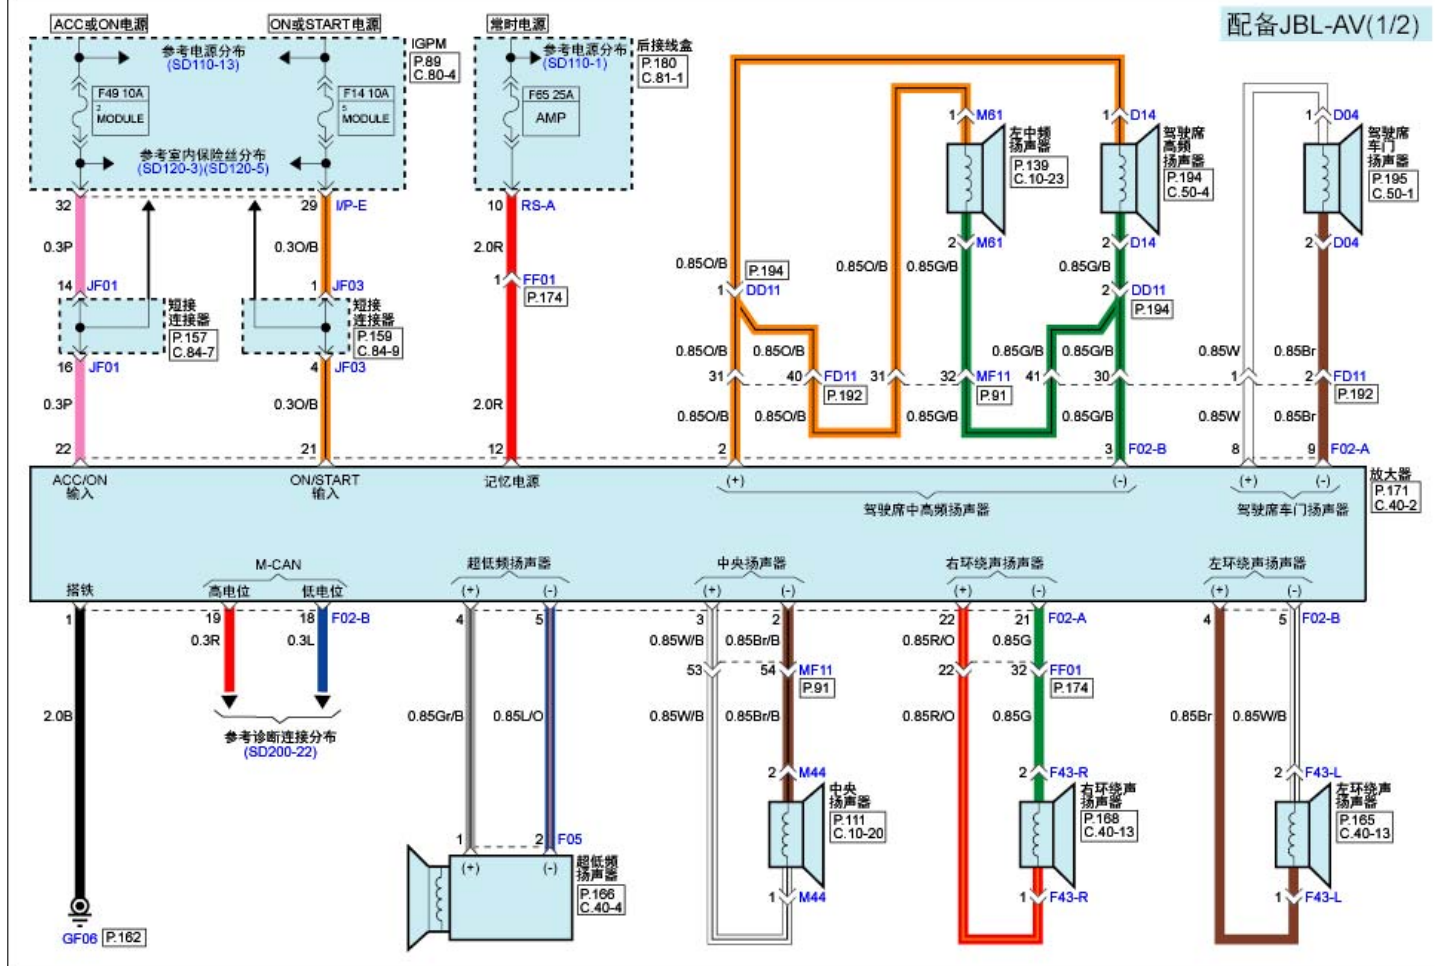 配备JBL-AV(1/2)
ACC或ON电源
ON或START电源
常时电源
IGPM
P.89
C.80-4
参考电源分布
(SD110-13)
F49 10A
2
MODULE
F14 10A
5
MODULE
参考室内保险丝分布
(SD120-3)(SD120-5)
参考电源分布
(SD110-1)
F65 25A
AMP
后接线盒
P.180
C.81-1
32
29
I/P-E
10
RS-A
0.3P
0.3O/B
2.0R
14
JF01
1
JF03
1
FF01
P.174
短接
连接器
P.157
C.84-7
短接
连接器
P.159
C.84-9
16
JF01
4
JF03
0.3P
0.3O/B
2.0R
22
21
12
1
M61
左中频
扬声器
P.139
C.10-23
2
M61
1
D14
驾驶席
高频
扬声器
P.194
C.50-4
2
D14
1
D04
驾驶席
车门
扬声器
P.195
C.50-1
2
D04
0.85O/B
P.194
1
DD11
0.85O/B
0.85G/B
0.85G/B
2
DD11
P.194
0.85O/B
0.85O/B
0.85G/B
0.85G/B
0.85W
0.85Br
31
40
FD11
P.192
31
32
MF11
P.91
41
30
1
2
FD11
P.192
0.85O/B
0.85O/B
0.85G/B
0.85G/B
0.85W
0.85Br
2
3
F02-B
8
9
F02-A
ACC/ON
输入
ON/START
输入
记忆电源
(+)
(-)
驾驶席中高频扬声器
(+)
(-)
驾驶席车门扬声器
放大器
P.171
C.40-2
搭铁
M-CAN
高电位
低电位
超低频扬声器
(+)
(-)
中央扬声器
(+)
(-)
右环绕声扬声器
(+)
(-)
左环绕声扬声器
(+)
(-)
1
19
18
F02-B
4
5
3
2
22
21
F02-A
4
5
F02-B
0.3R
0.3L
0.85W/B
0.85Br/B
0.85R/O
0.85G
53
54
MF11
P.91
22
32
FF01
P.174
2.0B
参考诊断连接分布
(SD200-22)
0.85Gr/B
0.85L/O
0.85W/B
0.85Br/B
0.85R/O
0.85G
0.85Br
0.85W/B
2
M44
中央
扬声器
P.111
C.10-20
1
M44
2
F43-R
右环绕声
扬声器
P.168
C.40-13
1
F43-R
2
F43-L
左环绕声
扬声器
P.165
C.40-13
1
F43-L
1
2
F05
(+)
(-)
超低频
扬声器
P.166
C.40-4
GF06
P.162